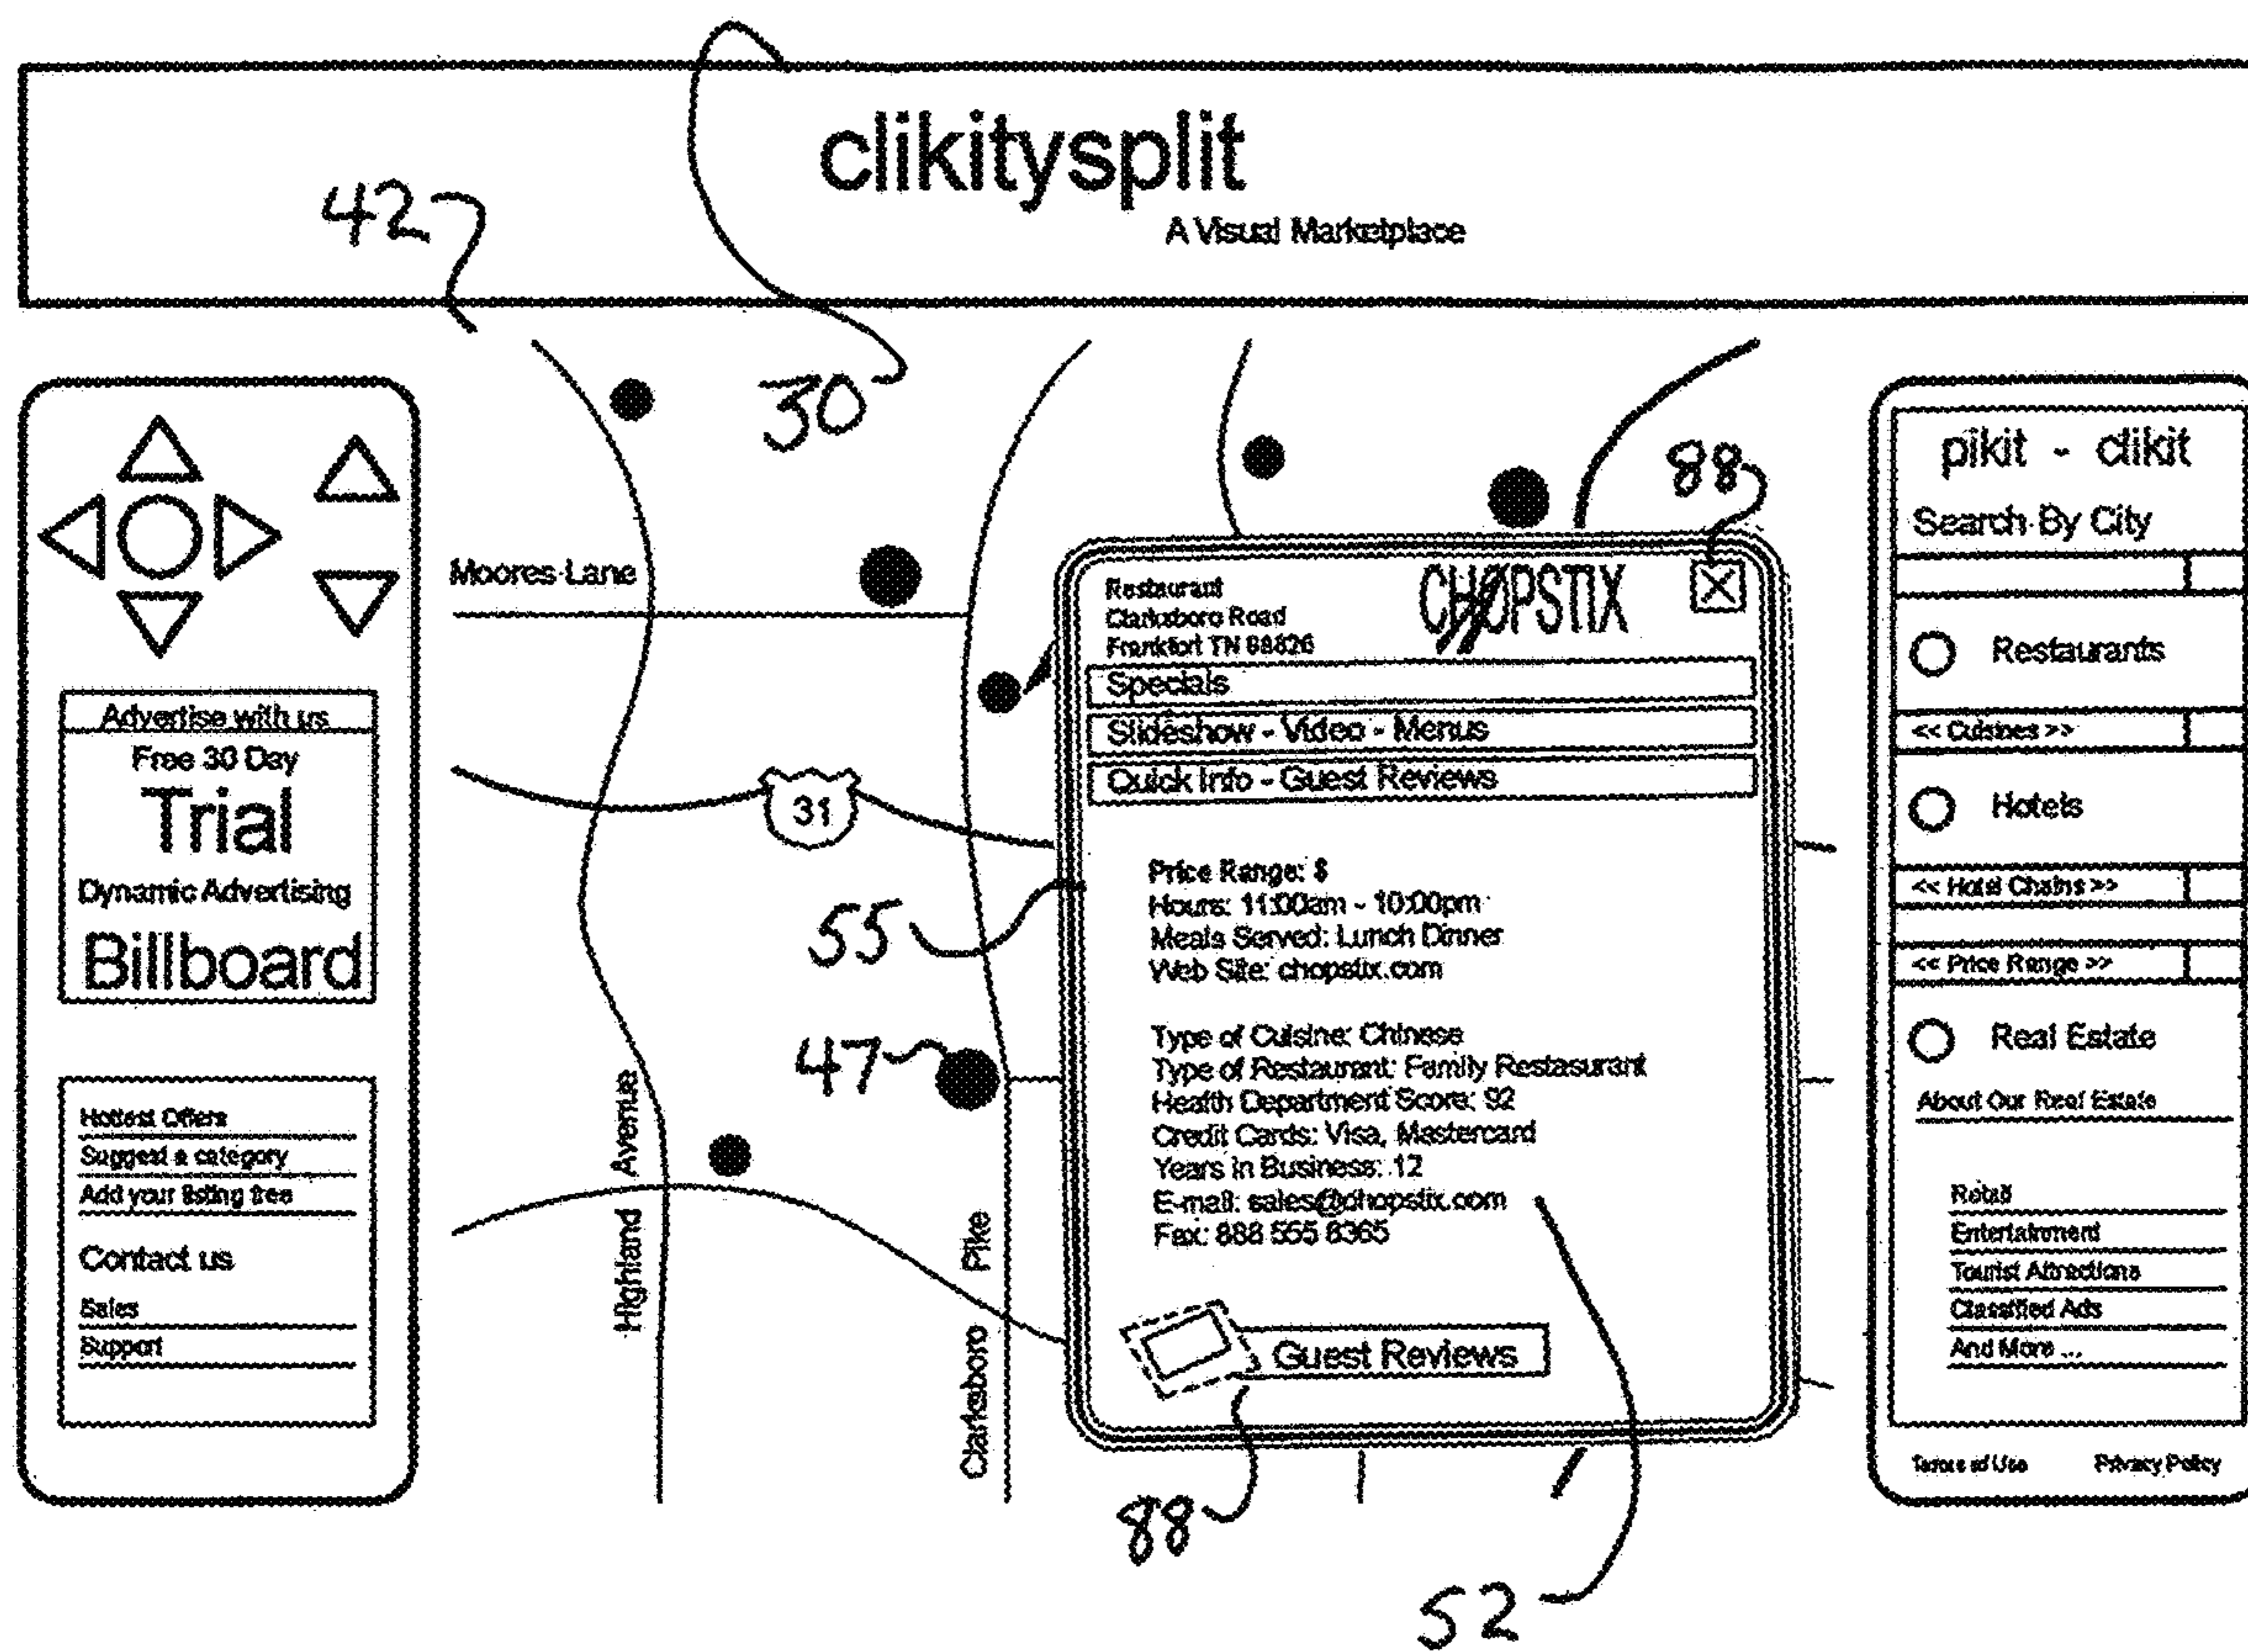 clikitysplit
A Visual Marketplace
42
30
88
Advertise with us
Free 30 Day
Trial
Dynamic Advertising
Billboard
Hottest Offers
Suggest a category
Add your listing free
Contact us
Sales
Support
Moores Lane
31
55
47
Highland Avenue
Clarksboro Pike
Restaurant
Clarksboro Road
Frankfort TN
CHOPSTIX
X
Specials
Slideshow - Video - Menus
Quick Info - Guest Reviews
Price Range: $
Hours: 11:00am - 10:00pm
Meals Served: Lunch Dinner
Web Site: chopstix.com
Type of Cuisine: Chinese
Type of Restaurant: Family Restasurant
Health Department Score: 92
Credit Cards: Visa, Mastercard
Years in Business: 12
E-mail: sales@chopstix.com
Fax: 888 555 8365
Guest Reviews
88
52
pikit - clikit
Search By City
Restaurants
<< Cuisines >>
Hotels
<< Hotel Chains >>
<< Price Range >>
Real Estate
About Our Real Estate
Retail
Entertainment
Tourist Attractions
Classified Ads
And More ...
Terms of Use
Privacy Policy